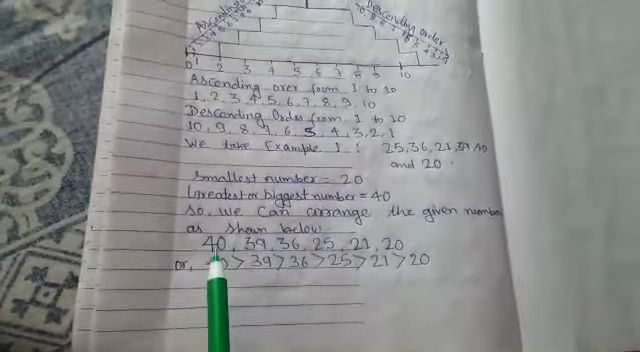 Ascending
Descending Order
0 1 2 3 4 5 6 7 8 9 10
Ascending over from 1 to 10
1, 2, 3, 4, 5, 6, 7, 8, 9, 10
Descending Order from 1 to 10
10, 9, 8, 7, 6, 5, 4, 3, 2, 1
We take Example 1: 25, 36, 21, 39, 40
and 20.
Smallest number = 20
Greatest or biggest number = 40
So, we can arrange the given number
as shown below
40, 39, 36, 25, 21, 20
or, > 39 > 36 > 25 > 21 > 20